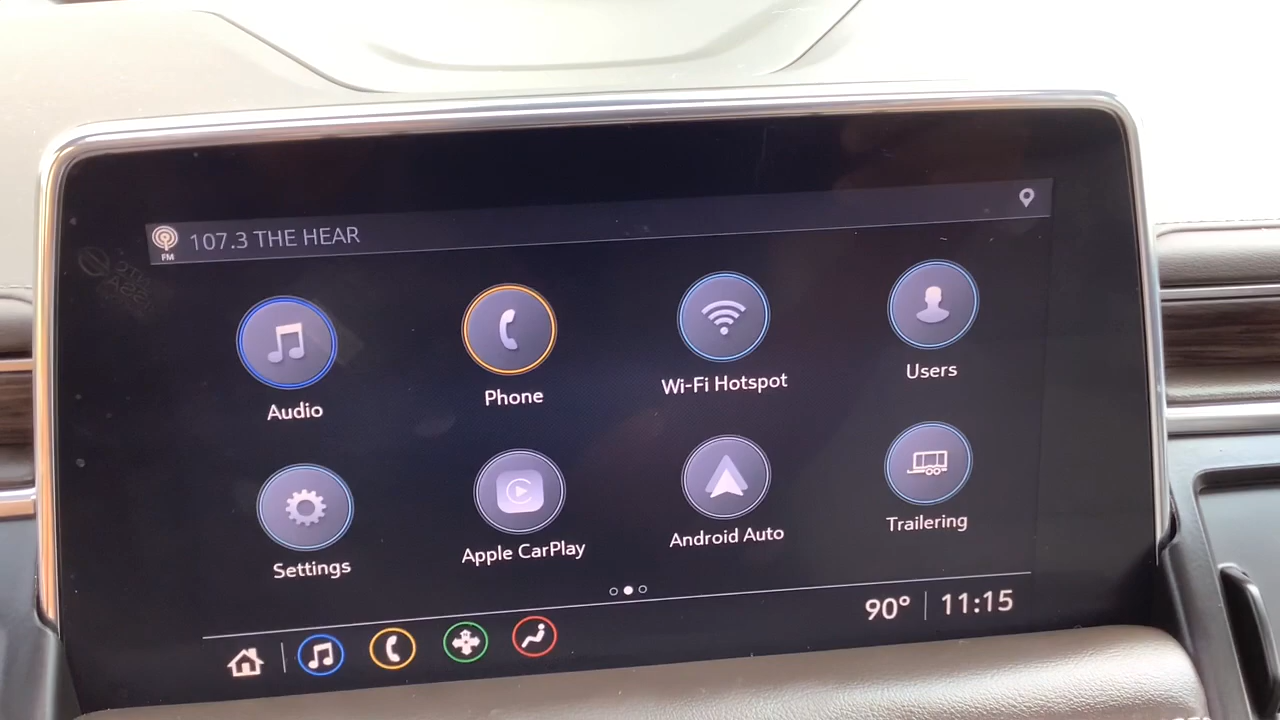 107.3 THE HEAR
FM
Audio
Phone
Wi-Fi Hotspot
Users
Settings
Apple CarPlay
Android Auto
Trailering
90° 11:15